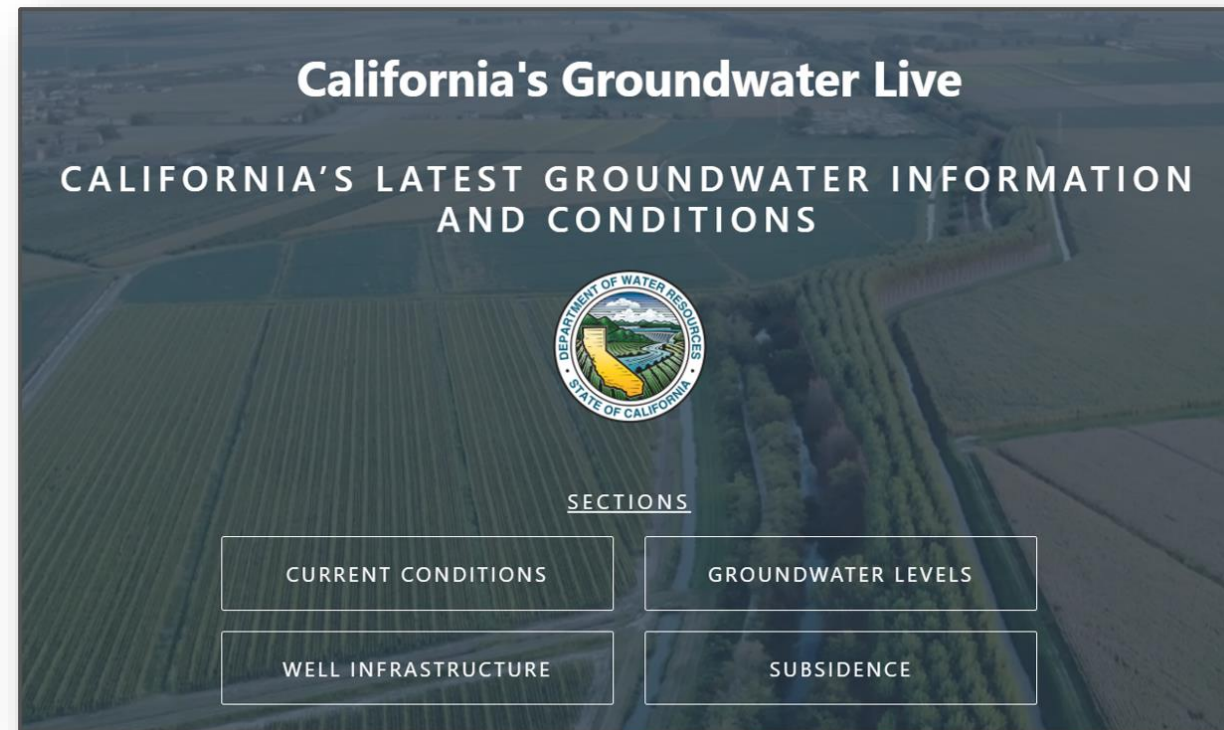 California's Groundwater Live
CALIFORNIA’S LATEST GROUNDWATER INFORMATION
AND CONDITIONS
DEPARTMENT OF WATER RESOURCES
STATE OF CALIFORNIA
SECTIONS
CURRENT CONDITIONS
GROUNDWATER LEVELS
WELL INFRASTRUCTURE
SUBSIDENCE